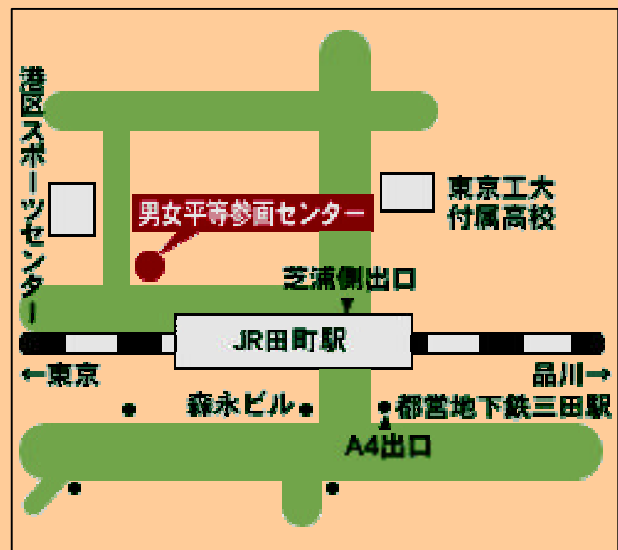 港区スポーツセンター
男女平等参画センター
東京工大
付属高校
芝浦側出口
JR田町駅
←東京
品川→
森永ビル
都営地下鉄三田駅
A4出口